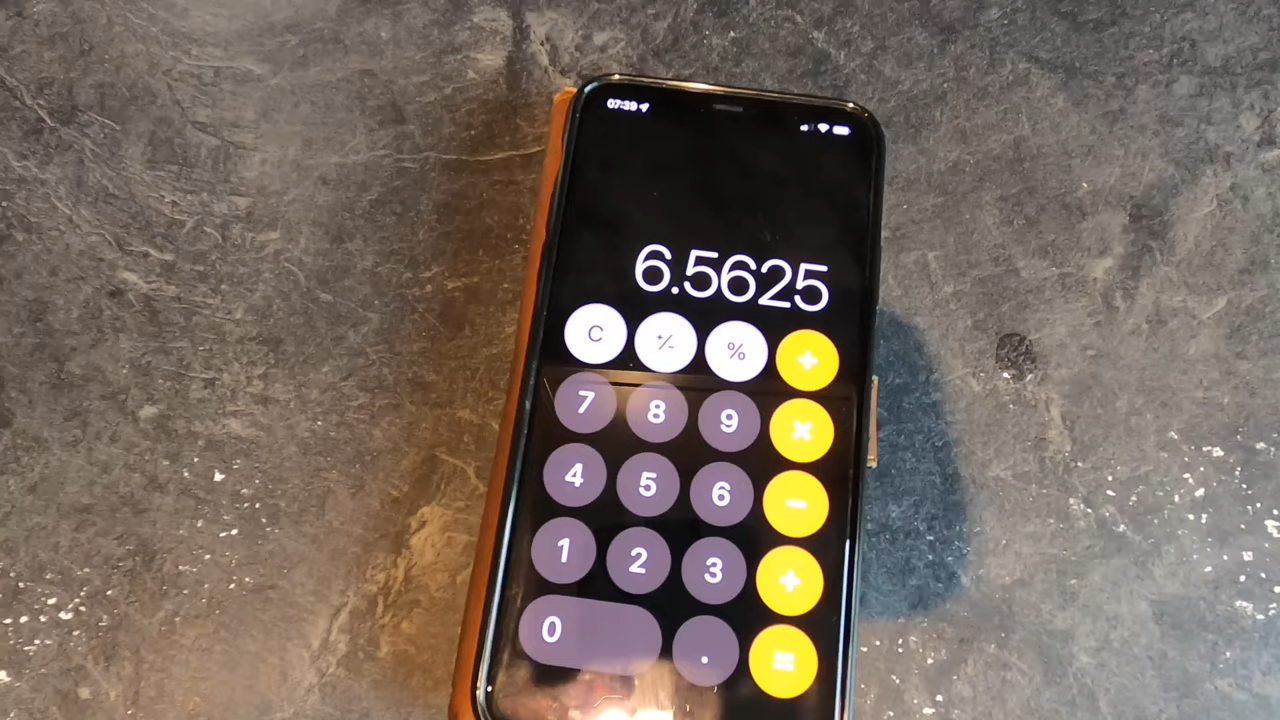 07:39
6.5625
C +/- % +
7 8 9 ×
4 5 6 −
1 2 3 +
0 . =